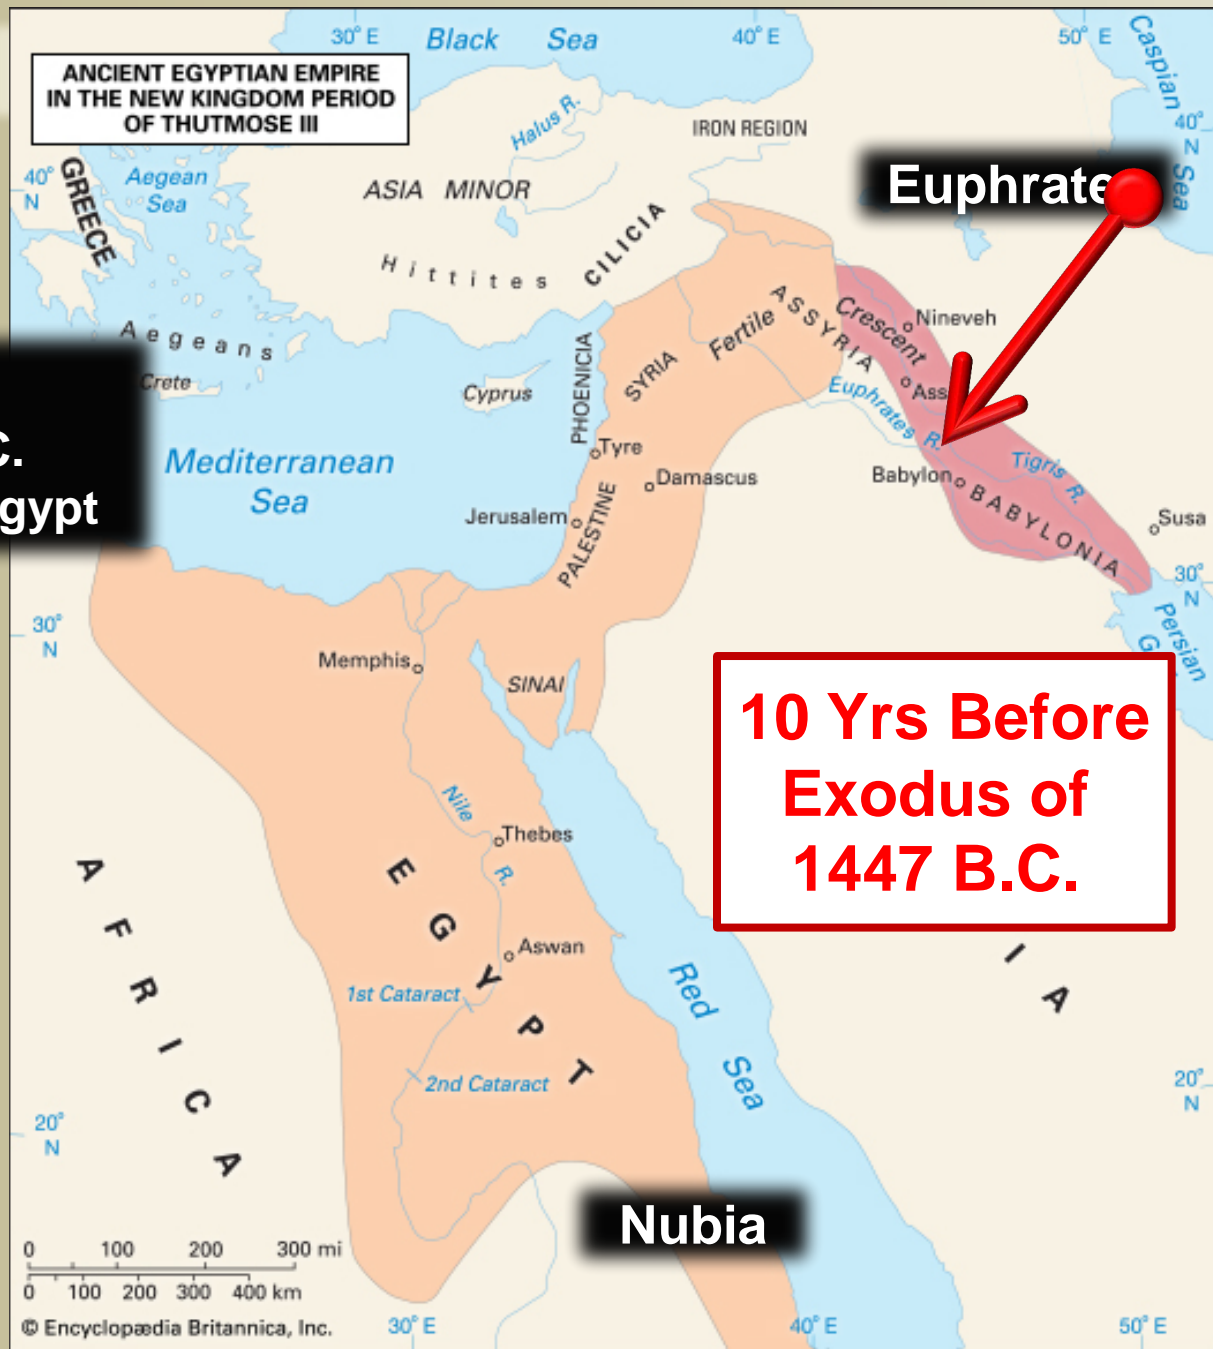 30° E
Black Sea
40° E
50° E
Caspian Sea
ANCIENT EGYPTIAN EMPIRE
IN THE NEW KINGDOM PERIOD
OF THUTMOSE III
Halus R.
IRON REGION
40°
N
40°
N
GREECE
Aegean
Sea
ASIA MINOR
Hittites
CILICIA
ASSYRIA
Fertile Crescent
Nineveh
Aegeans
Crete
Cyprus
PHOENICIA
SYRIA
Euphrates R.
Mediterranean
Sea
Tyre
Damascus
Babylon
Tigris R.
BABYLONIA
Susa
Jerusalem
PALESTINE
30°
N
30°
N
Persian
Memphis
SINAI
10 Yrs Before
Exodus of
1447 B.C.
Nile R.
Thebes
EGYPT
AFRICA
Aswan
1st Cataract
2nd Cataract
Red Sea
I A
20°
N
20°
N
Nubia
0 100 200 300 mi
0 100 200 300 400 km
© Encyclopædia Britannica, Inc.
30° E
40° E
50° E